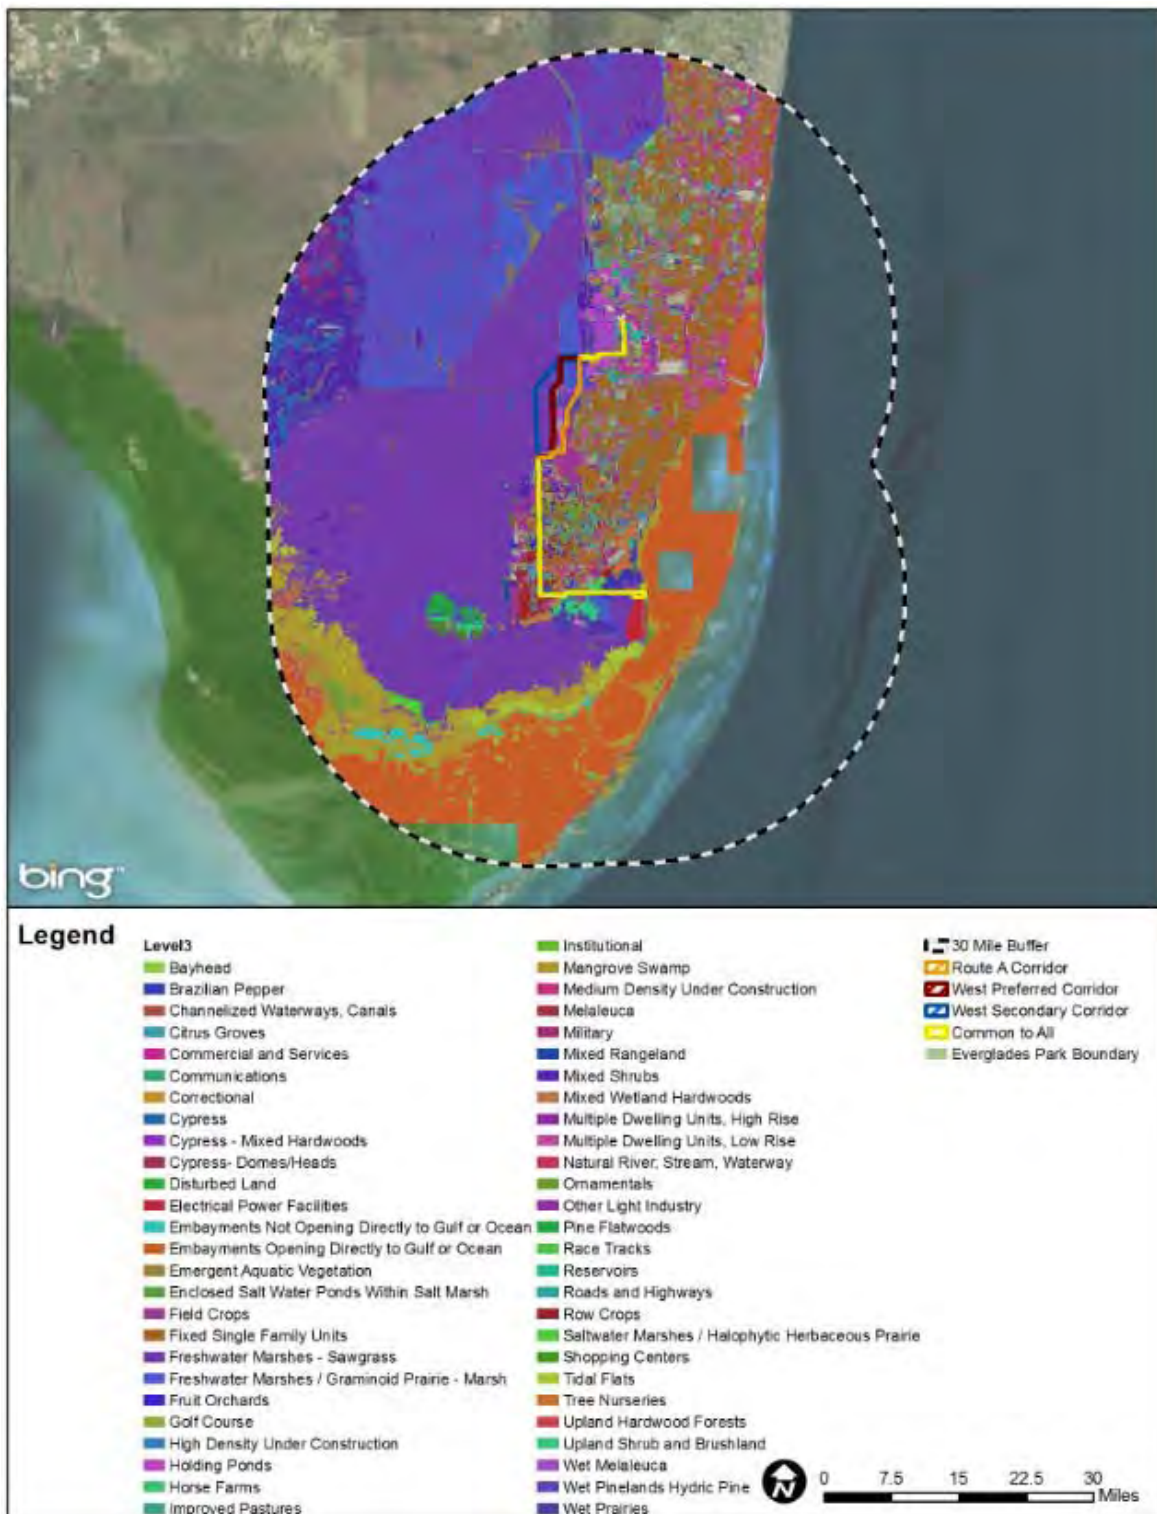 bing™
Legend
Level3
Bayhead
Brazilian Pepper
Channelized Waterways, Canals
Citrus Groves
Commercial and Services
Communications
Correctional
Cypress
Cypress - Mixed Hardwoods
Cypress- Domes/Heads
Disturbed Land
Electrical Power Facilities
Embayments Not Opening Directly to Gulf or Ocean
Embayments Opening Directly to Gulf or Ocean
Emergent Aquatic Vegetation
Enclosed Salt Water Ponds Within Salt Marsh
Field Crops
Fixed Single Family Units
Freshwater Marshes - Sawgrass
Freshwater Marshes / Graminoid Prairie - Marsh
Fruit Orchards
Golf Course
High Density Under Construction
Holding Ponds
Horse Farms
Improved Pastures
Institutional
Mangrove Swamp
Medium Density Under Construction
Melaleuca
Military
Mixed Rangeland
Mixed Shrubs
Mixed Wetland Hardwoods
Multiple Dwelling Units, High Rise
Multiple Dwelling Units, Low Rise
Natural River, Stream, Waterway
Ornamentals
Other Light Industry
Pine Flatwoods
Race Tracks
Reservoirs
Roads and Highways
Row Crops
Saltwater Marshes / Halophytic Herbaceous Prairie
Shopping Centers
Tidal Flats
Tree Nurseries
Upland Hardwood Forests
Upland Shrub and Brushland
Wet Melaleuca
Wet Pinelands Hydric Pine
Wet Prairies
30 Mile Buffer
Route A Corridor
West Preferred Corridor
West Secondary Corridor
Common to All
Everglades Park Boundary
N
0 7.5 15 22.5 30
Miles